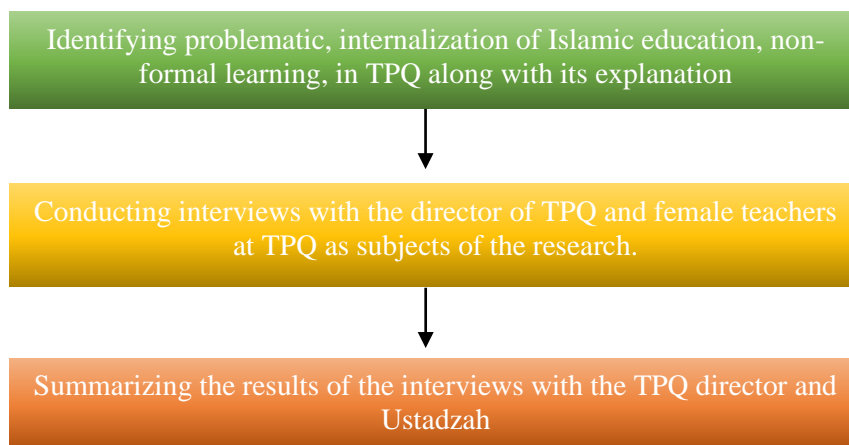 Identifying problematic, internalization of Islamic education, non-
formal learning, in TPQ along with its explanation
Conducting interviews with the director of TPQ and female teachers
at TPQ as subjects of the research.
Summarizing the results of the interviews with the TPQ director and
Ustadzah